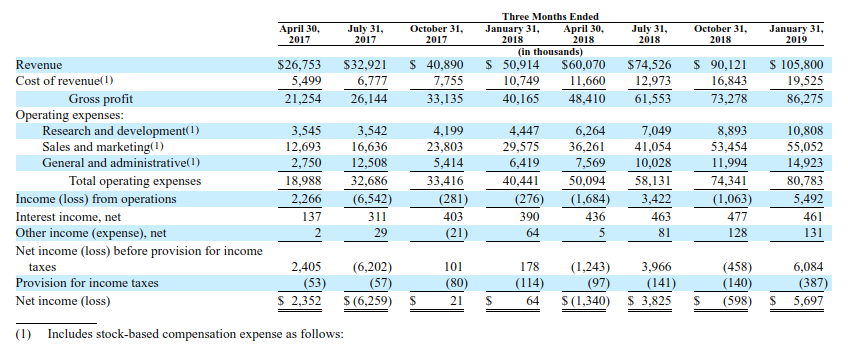 Three Months Ended
April 30, July 31, October 31, January 31, April 30, July 31, October 31, January 31,
2017 2017 2017 2018 2018 2018 2018 2019
(in thousands)
Revenue $26,753 $32,921 $ 40,890 $ 50,914 $60,070 $74,526 $ 90,121 $ 105,800
Cost of revenue(1) 5,499 6,777 7,755 10,749 11,660 12,973 16,843 19,525
Gross profit 21,254 26,144 33,135 40,165 48,410 61,553 73,278 86,275
Operating expenses:
Research and development(1) 3,545 3,542 4,199 4,447 6,264 7,049 8,893 10,808
Sales and marketing(1) 12,693 16,636 23,803 29,575 36,261 41,054 53,454 55,052
General and administrative(1) 2,750 12,508 5,414 6,419 7,569 10,028 11,994 14,923
Total operating expenses 18,988 32,686 33,416 40,441 50,094 58,131 74,341 80,783
Income (loss) from operations 2,266 (6,542) (281) (276) (1,684) 3,422 (1,063) 5,492
Interest income, net 137 311 403 390 436 463 477 461
Other income (expense), net 2 29 (21) 64 5 81 128 131
Net income (loss) before provision for income
taxes 2,405 (6,202) 101 178 (1,243) 3,966 (458) 6,084
Provision for income taxes (53) (57) (80) (114) (97) (141) (140) (387)
Net income (loss) $ 2,352 $ (6,259) $ 21 $ 64 $ (1,340) $ 3,825 $ (598) $ 5,697
(1) Includes stock-based compensation expense as follows: